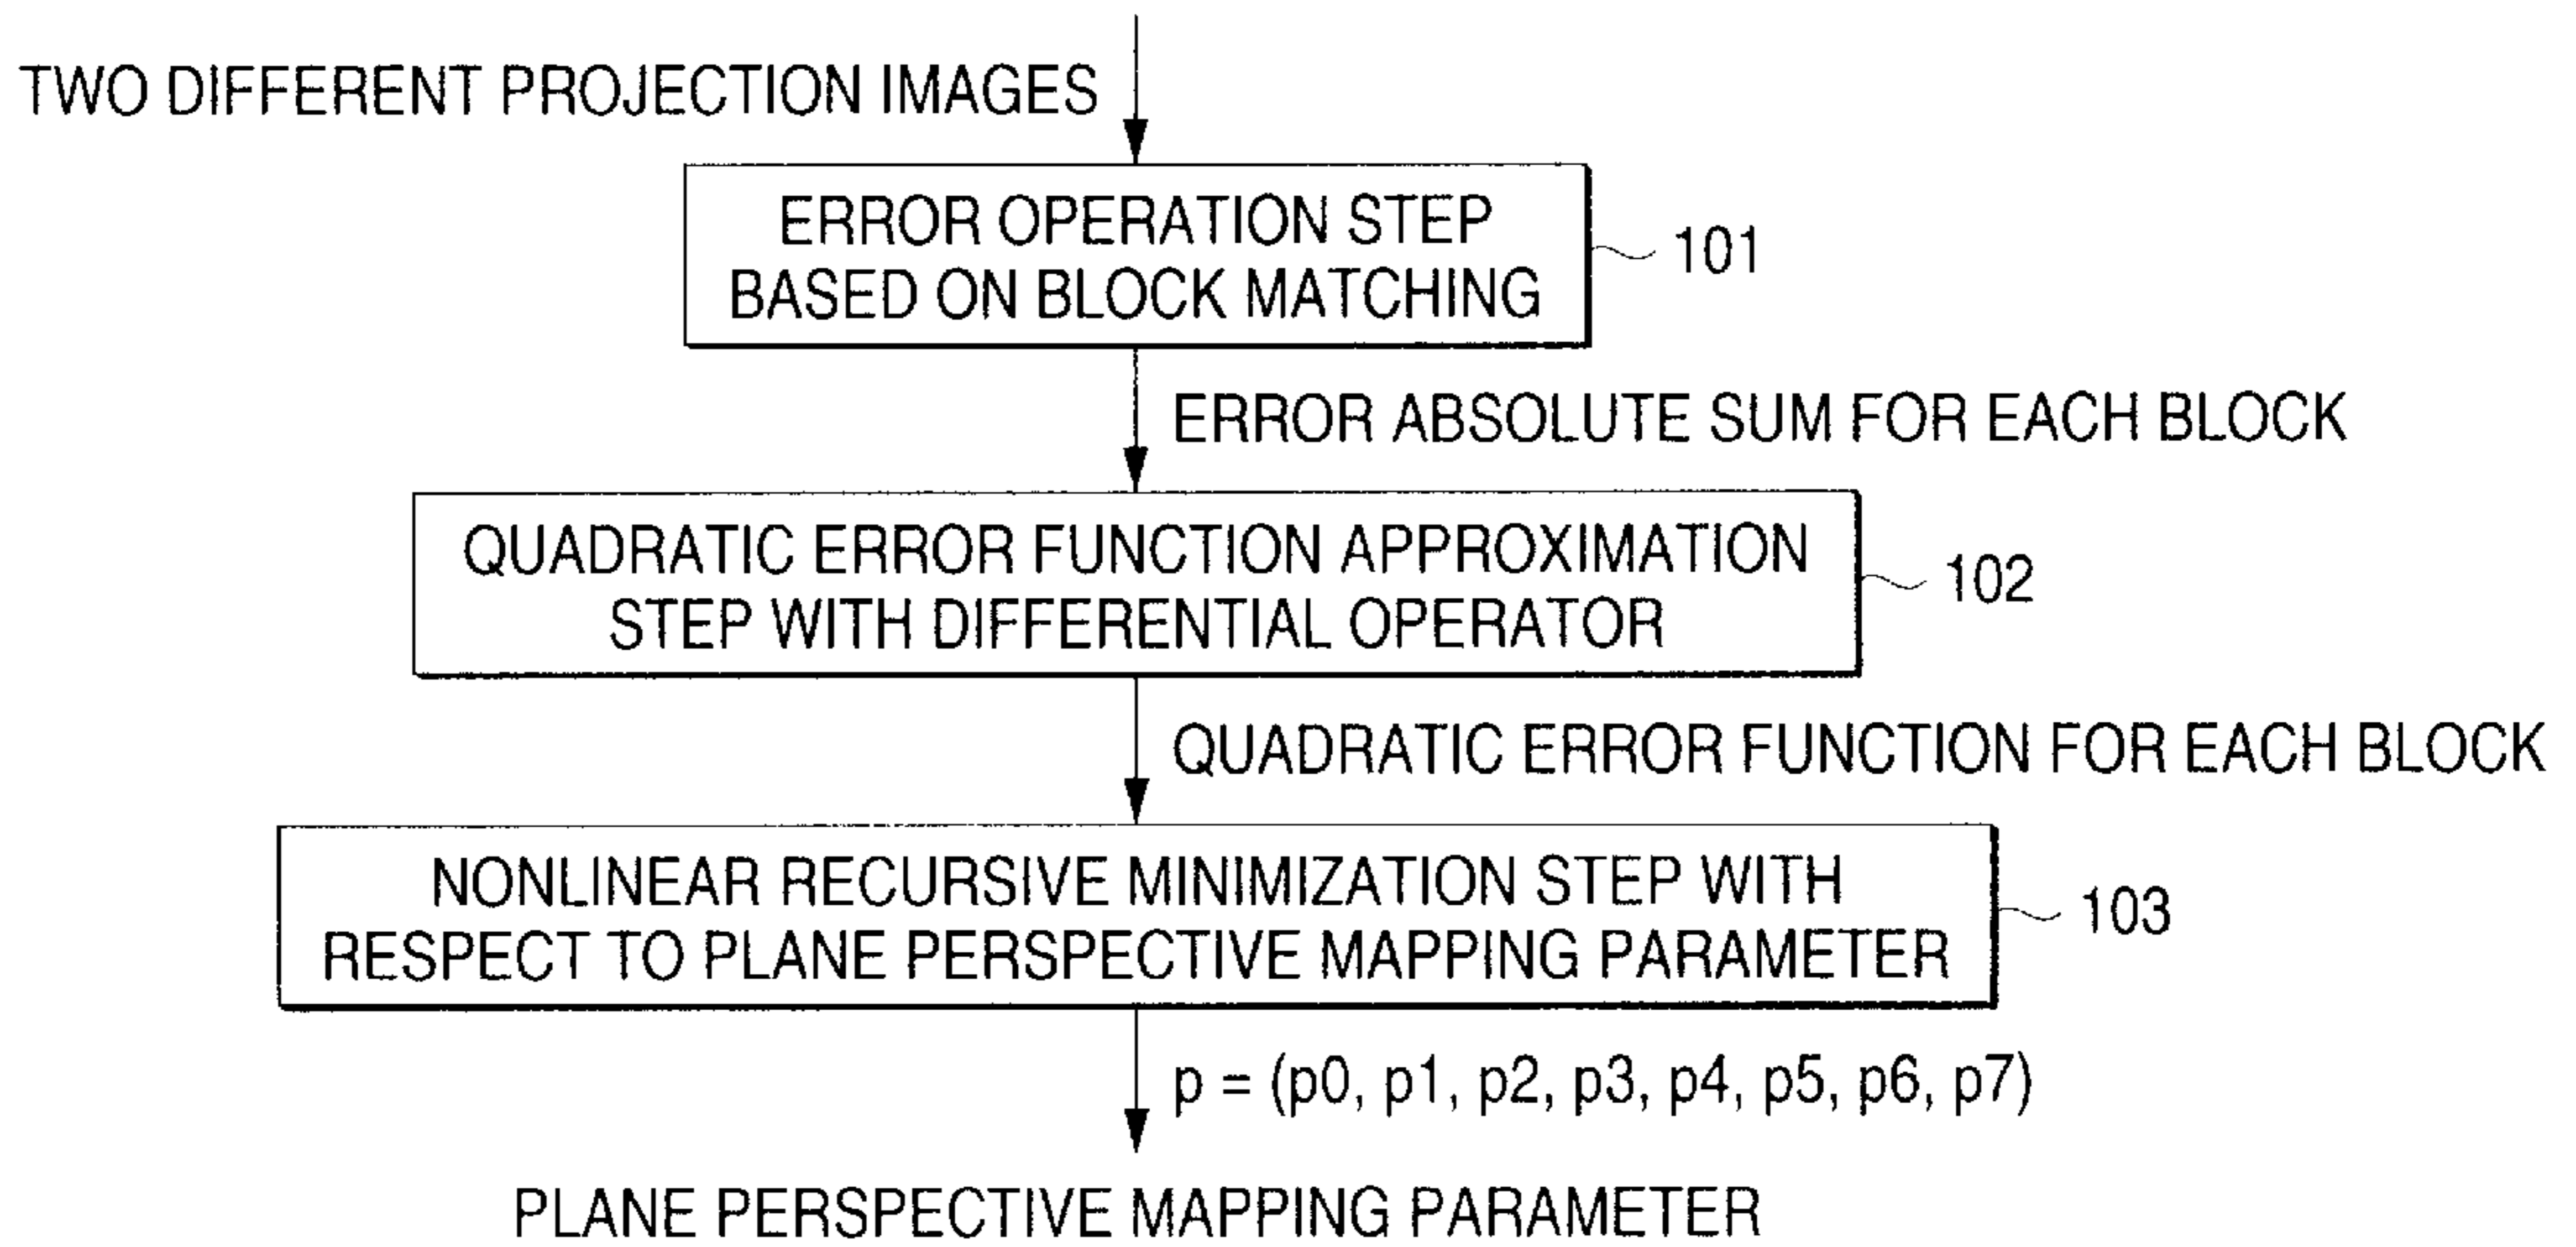 TWO DIFFERENT PROJECTION IMAGES
ERROR OPERATION STEP
BASED ON BLOCK MATCHING
101
ERROR ABSOLUTE SUM FOR EACH BLOCK
QUADRATIC ERROR FUNCTION APPROXIMATION
STEP WITH DIFFERENTIAL OPERATOR
102
QUADRATIC ERROR FUNCTION FOR EACH BLOCK
NONLINEAR RECURSIVE MINIMIZATION STEP WITH
RESPECT TO PLANE PERSPECTIVE MAPPING PARAMETER
103
p = (p0, p1, p2, p3, p4, p5, p6, p7)
PLANE PERSPECTIVE MAPPING PARAMETER